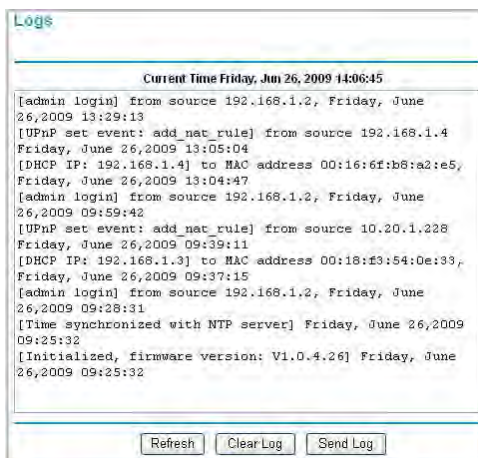 Logs
Current Time Friday, Jun 26, 2009 14:06:45
[admin login] from source 192.168.1.2, Friday, June
26,2009 13:29:13
[UPnP set event: add_nat_rule] from source 192.168.1.4
Friday, June 26,2009 13:05:04
[DHCP IP: 192.168.1.4] to MAC address 00:16:6f:b8:a2:e5,
Friday, June 26,2009 13:04:47
[admin login] from source 192.168.1.2, Friday, June
26,2009 09:59:42
[UPnP set event: add_nat_rule] from source 10.20.1.228
Friday, June 26,2009 09:39:11
[DHCP IP: 192.168.1.3] to MAC address 00:18:f3:54:0e:33,
Friday, June 26,2009 09:37:15
[admin login] from source 192.168.1.2, Friday, June
26,2009 09:28:31
[Time synchronized with NTP server] Friday, June 26,2009
09:25:32
[Initialized, firmware version: V1.0.4.26] Friday, June
26,2009 09:25:32
Refresh Clear Log Send Log